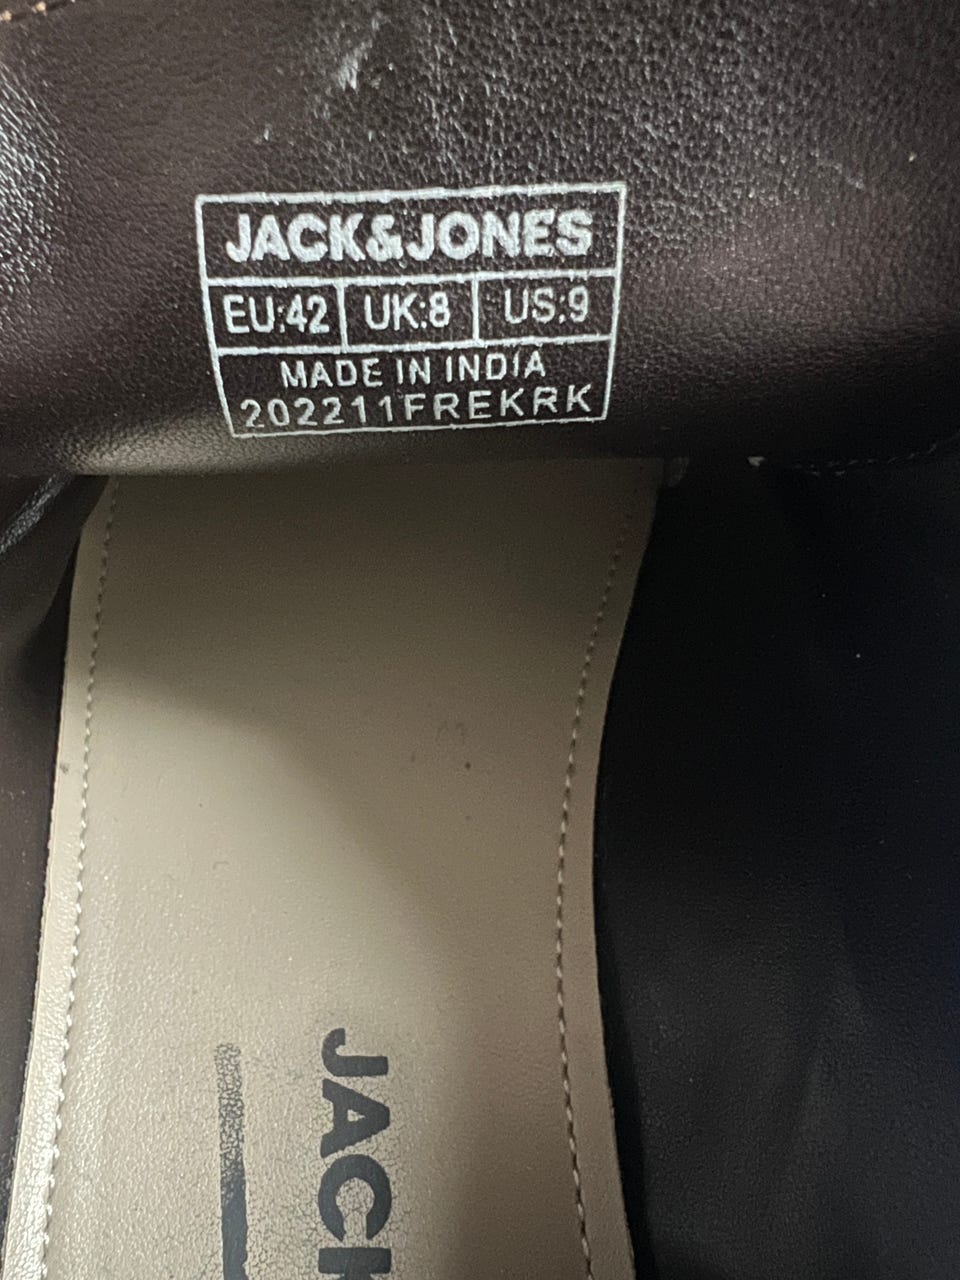 JACK&JONES
EU:42 UK:8 US:9
MADE IN INDIA
202211FREKRK
JACK